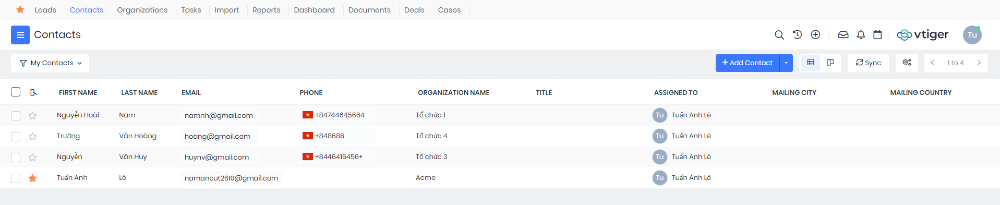 Leads Contacts Organizations Tasks Import Reports Dashboard Documents Deals Cases
Contacts vtiger Tu
My Contacts + Add Contact Sync 1 to 4
FIRST NAME LAST NAME EMAIL PHONE ORGANIZATION NAME TITLE ASSIGNED TO MAILING CITY MAILING COUNTRY
Nguyễn Hoài Nam namnh@gmail.com +84744645664 Tổ chức 1 Tu Tuấn Anh Lê
Trường Văn Hoàng hoang@gmail.com +848686 Tổ chức 4 Tu Tuấn Anh Lê
Nguyễn Văn Huy huynv@gmail.com +8446416456+ Tổ chức 3 Tu Tuấn Anh Lê
Tuấn Anh Lê namancut2610@gmail.com Acme Tu Tuấn Anh Lê